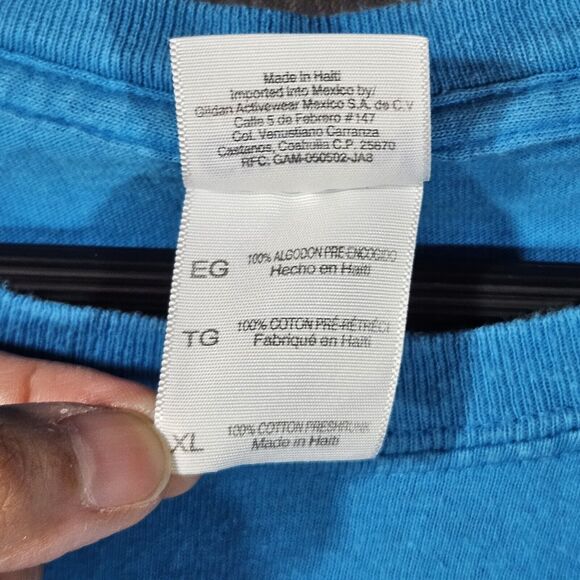 Made in Haiti
Imported into Mexico by/
Gildan Activewear Mexico S.A. de C.V
Calle 5 de Febrero #147
Col. Venustiano Carranza
Castanos, Coahuila C.P. 25870
RFC: GAM-050502-JA3
EG 100% ALGODON PRE-ENCOGIDO
Hecho en Haiti
TG 100% COTON PRÉ-RÉTRÉCI
Fabriqué en Haïti
XL 100% COTTON PRESHRUNK
Made in Haiti